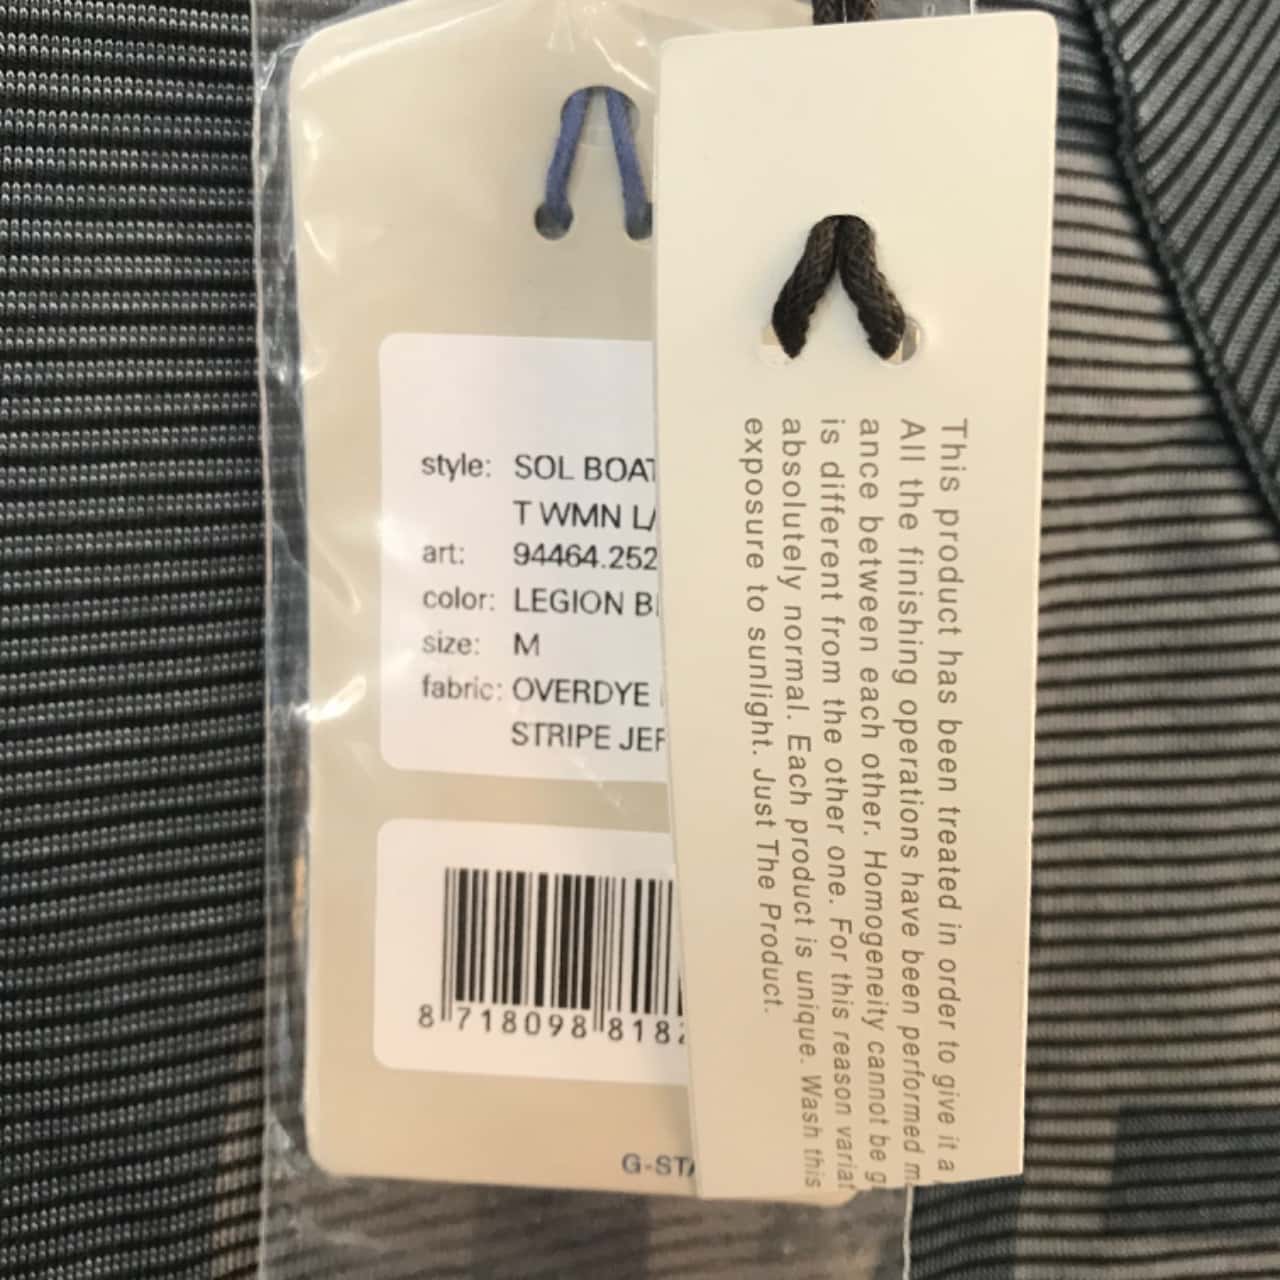 style: SOL BOAT
T WMN
art: 94464.252
color: LEGION
size: M
fabric: OVERDYE
STRIPE
8 718098 818
This product has been treated in order to give it a
All the finishing operations have been performed
ance between each other. Homogeneity cannot be
is different from the other one. For this reason
absolutely normal. Each product is unique. Wash this
exposure to sunlight. Just The Product.